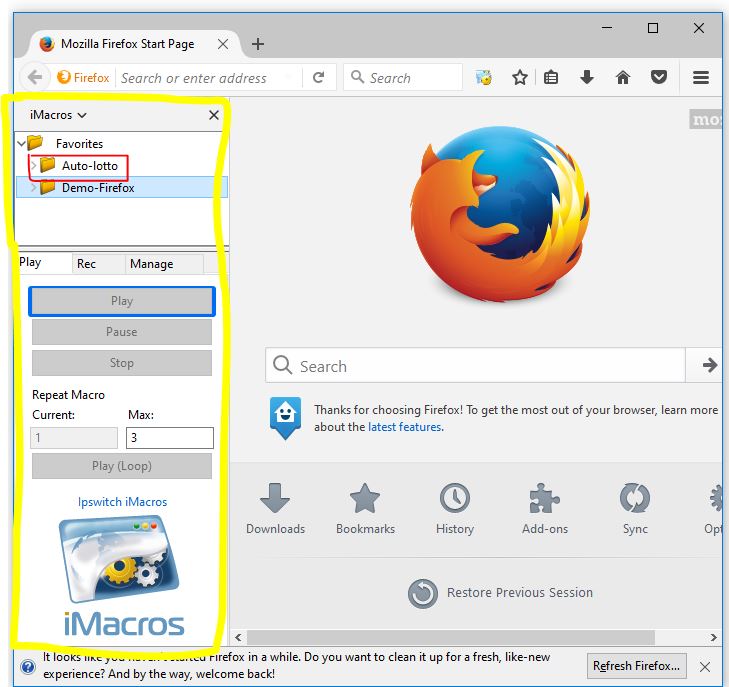 Mozilla Firefox Start Page
Firefox
Search or enter address
Search
iMacros
Favorites
Auto-lotto
Demo-Firefox
Play Rec Manage
Play
Pause
Stop
Repeat Macro
Current: Max:
1 3
Play (Loop)
Ipswitch iMacros
iMacros
moz
Search
Thanks for choosing Firefox! To get the most out of your browser, learn more
about the latest features.
Downloads Bookmarks History Add-ons Sync Opt
Restore Previous Session
It looks like you haven't started Firefox in a while. Do you want to clean it up for a fresh, like-new
experience? And by the way, welcome back!
Refresh Firefox...